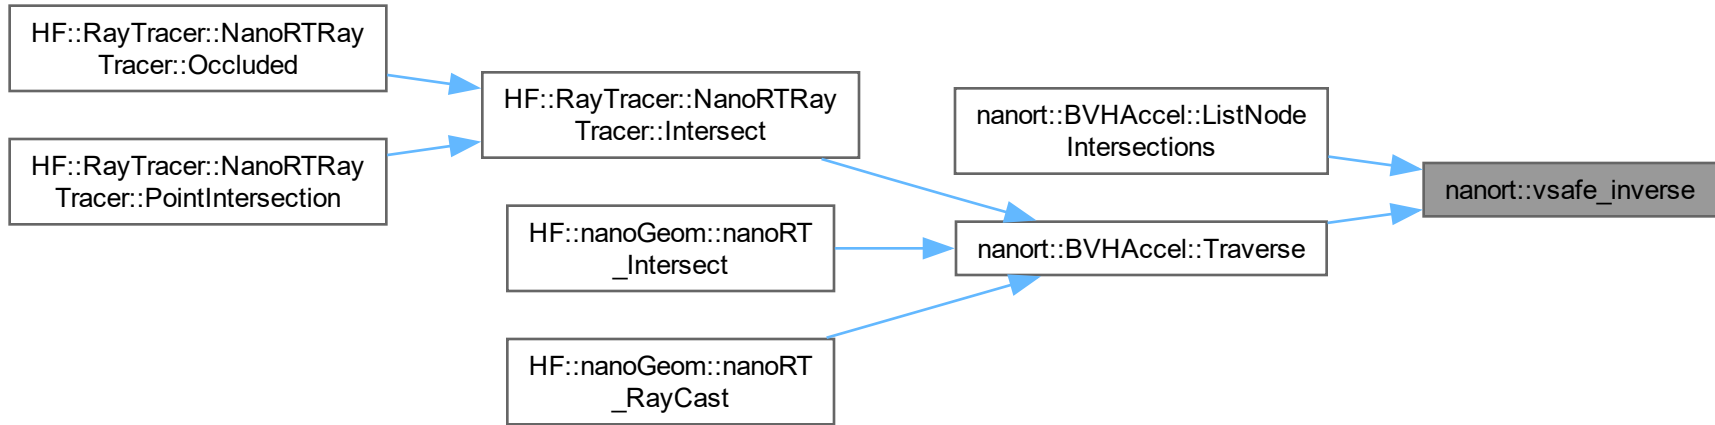 HF::RayTracer::NanoRTRay
Tracer::Occluded
HF::RayTracer::NanoRTRay
Tracer::PointIntersection
HF::RayTracer::NanoRTRay
Tracer::Intersect
HF::nanoGeom::nanoRT
_Intersect
HF::nanoGeom::nanoRT
_RayCast
nanort::BVHAccel::ListNode
Intersections
nanort::BVHAccel::Traverse
nanort::vsafe_inverse